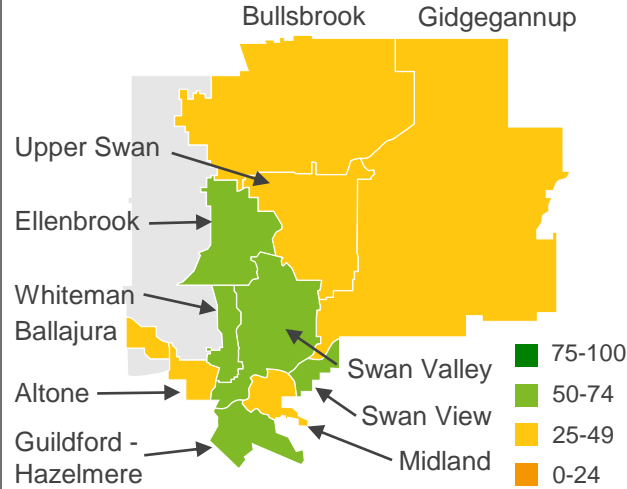 Bullsbrook
Gidgegannup
Upper Swan
Ellenbrook
Whiteman
Ballajura
Altone
Guildford -
Hazelmere
Swan Valley
Swan View
Midland
75-100
50-74
25-49
0-24